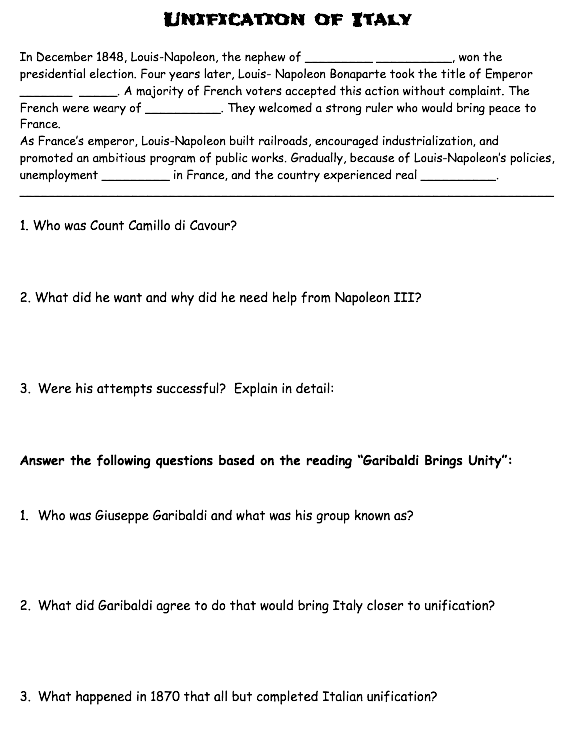 Unification of Italy
In December 1848, Louis-Napoleon, the nephew of _________ __________, won the
presidential election. Four years later, Louis- Napoleon Bonaparte took the title of Emperor
_______ _____. A majority of French voters accepted this action without complaint. The
French were weary of __________. They welcomed a strong ruler who would bring peace to
France.
As France's emperor, Louis-Napoleon built railroads, encouraged industrialization, and
promoted an ambitious program of public works. Gradually, because of Louis-Napoleon's policies,
unemployment _________ in France, and the country experienced real __________.
1. Who was Count Camillo di Cavour?
2. What did he want and why did he need help from Napoleon III?
3. Were his attempts successful? Explain in detail:
Answer the following questions based on the reading "Garibaldi Brings Unity":
1. Who was Giuseppe Garibaldi and what was his group known as?
2. What did Garibaldi agree to do that would bring Italy closer to unification?
3. What happened in 1870 that all but completed Italian unification?